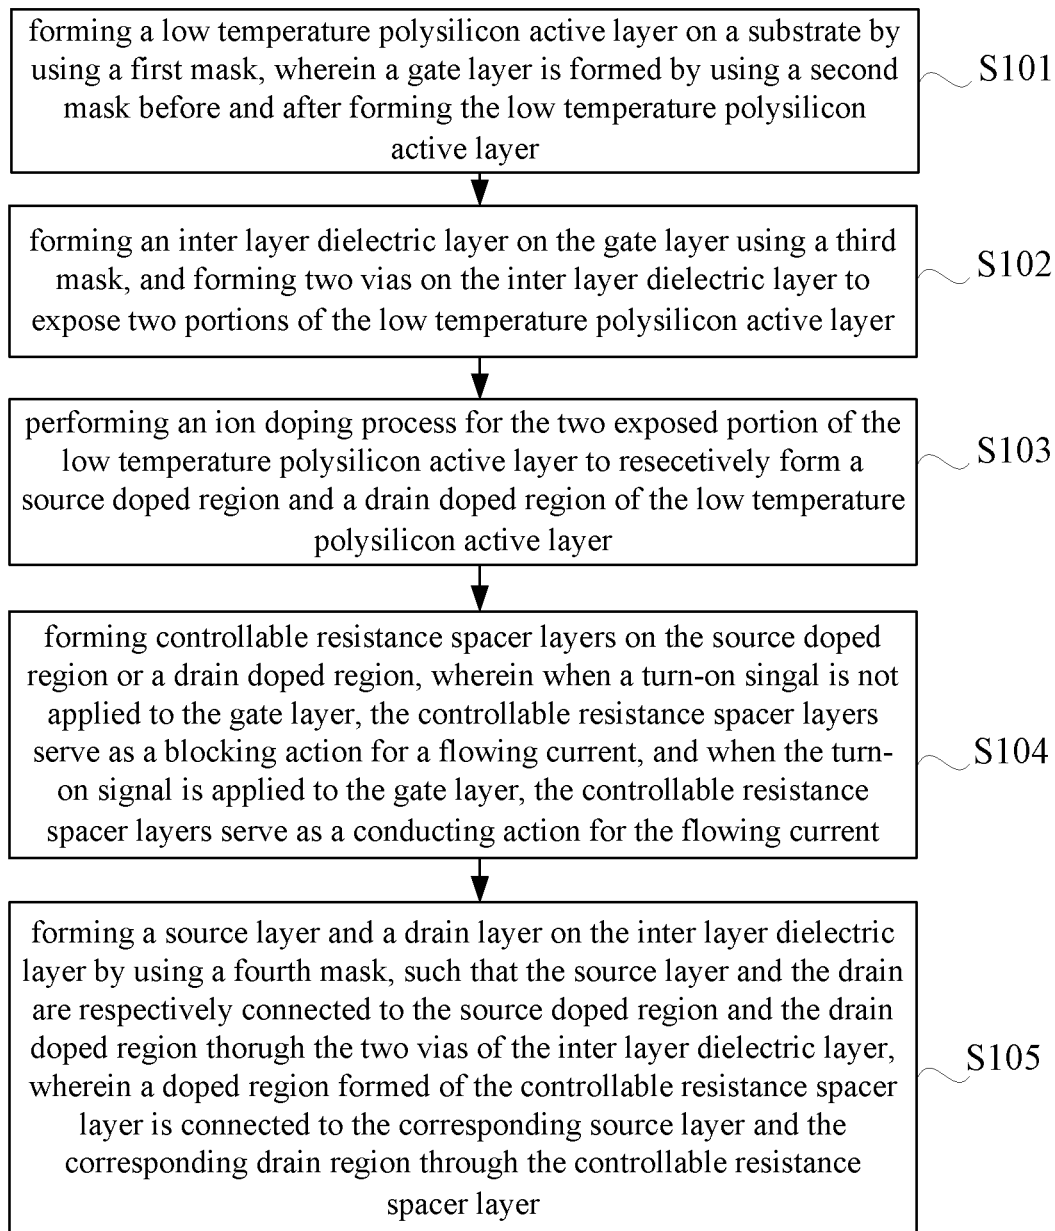 forming a low temperature polysilicon active layer on a substrate by
using a first mask, wherein a gate layer is formed by using a second
mask before and after forming the low temperature polysilicon
active layer
S101
forming an inter layer dielectric layer on the gate layer using a third
mask, and forming two vias on the inter layer dielectric layer to
expose two portions of the low temperature polysilicon active layer
S102
performing an ion doping process for the two exposed portion of the
low temperature polysilicon active layer to resecetively form a
source doped region and a drain doped region of the low temperature
polysilicon active layer
S103
forming controllable resistance spacer layers on the source doped
region or a drain doped region, wherein when a turn-on singal is not
applied to the gate layer, the controllable resistance spacer layers
serve as a blocking action for a flowing current, and when the turn-
on signal is applied to the gate layer, the controllable resistance
spacer layers serve as a conducting action for the flowing current
S104
forming a source layer and a drain layer on the inter layer dielectric
layer by using a fourth mask, such that the source layer and the drain
are respectively connected to the source doped region and the drain
doped region thorugh the two vias of the inter layer dielectric layer,
wherein a doped region formed of the controllable resistance spacer
layer is connected to the corresponding source layer and the
corresponding drain region through the controllable resistance
spacer layer
S105